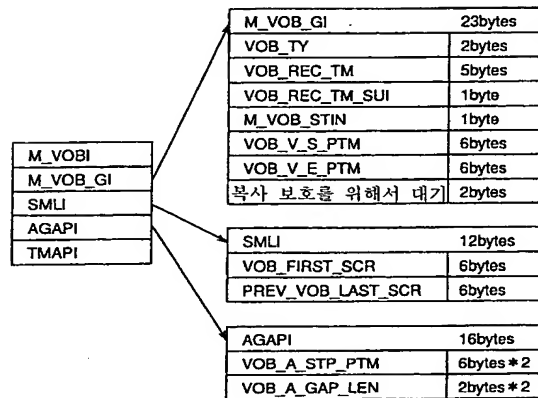 M_VOBI
M_VOB_GI
SMLI
AGAPI
TMAPI
M_VOB_GI 23bytes
VOB_TY 2bytes
VOB_REC_TM 5bytes
VOB_REC_TM_SUI 1byte
M_VOB_STIN 1byte
VOB_V_S_PTM 6bytes
VOB_V_E_PTM 6bytes
복사 보호를 위해서 대기 2bytes
SMLI 12bytes
VOB_FIRST_SCR 6bytes
PREV_VOB_LAST_SCR 6bytes
AGAPI 16bytes
VOB_A_STP_PTM 6bytes*2
VOB_A_GAP_LEN 2bytes*2